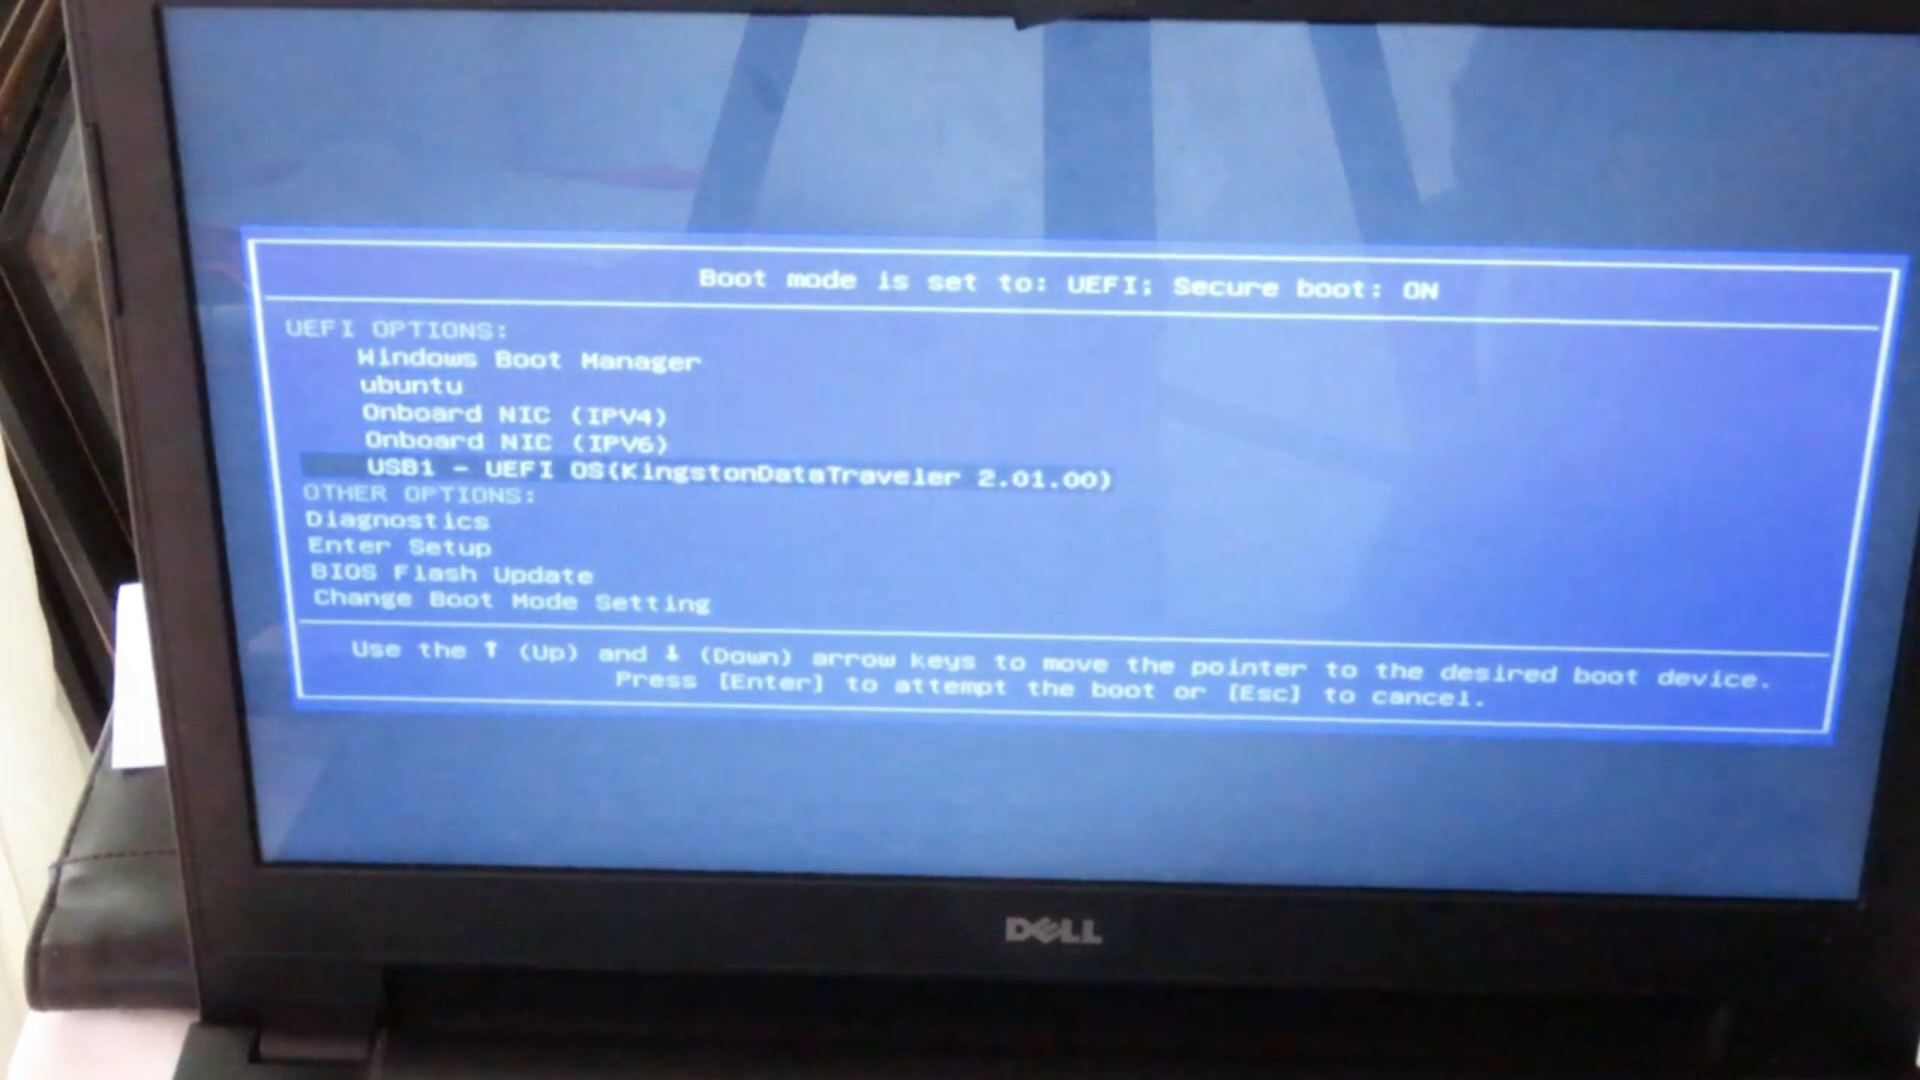 Boot mode is set to: UEFI; Secure boot: ON
UEFI OPTIONS:
Windows Boot Manager
ubuntu
Onboard NIC (IPV4)
Onboard NIC (IPV6)
USB1 - UEFI OS(KingstonDataTraveler 2.01.00)
OTHER OPTIONS:
Diagnostics
Enter Setup
BIOS Flash Update
Change Boot Mode Setting
Use the ↑ (Up) and ↓ (Down) arrow keys to move the pointer to the desired boot device.
Press [Enter] to attempt the boot or [Esc] to cancel.
DELL